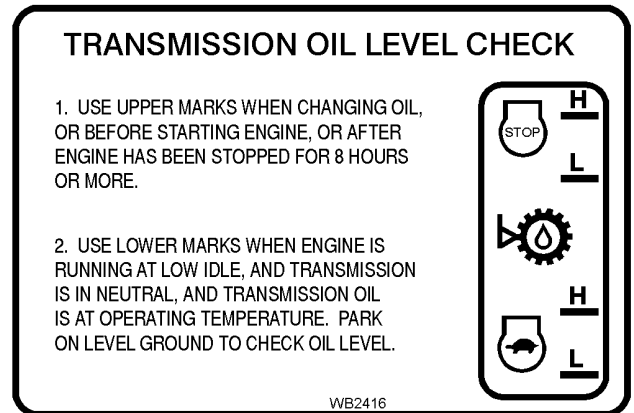 TRANSMISSION OIL LEVEL CHECK
1. USE UPPER MARKS WHEN CHANGING OIL,
OR BEFORE STARTING ENGINE, OR AFTER
ENGINE HAS BEEN STOPPED FOR 8 HOURS
OR MORE.
2. USE LOWER MARKS WHEN ENGINE IS
RUNNING AT LOW IDLE, AND TRANSMISSION
IS IN NEUTRAL, AND TRANSMISSION OIL
IS AT OPERATING TEMPERATURE. PARK
ON LEVEL GROUND TO CHECK OIL LEVEL.
H
STOP
L
H
L
WB2416